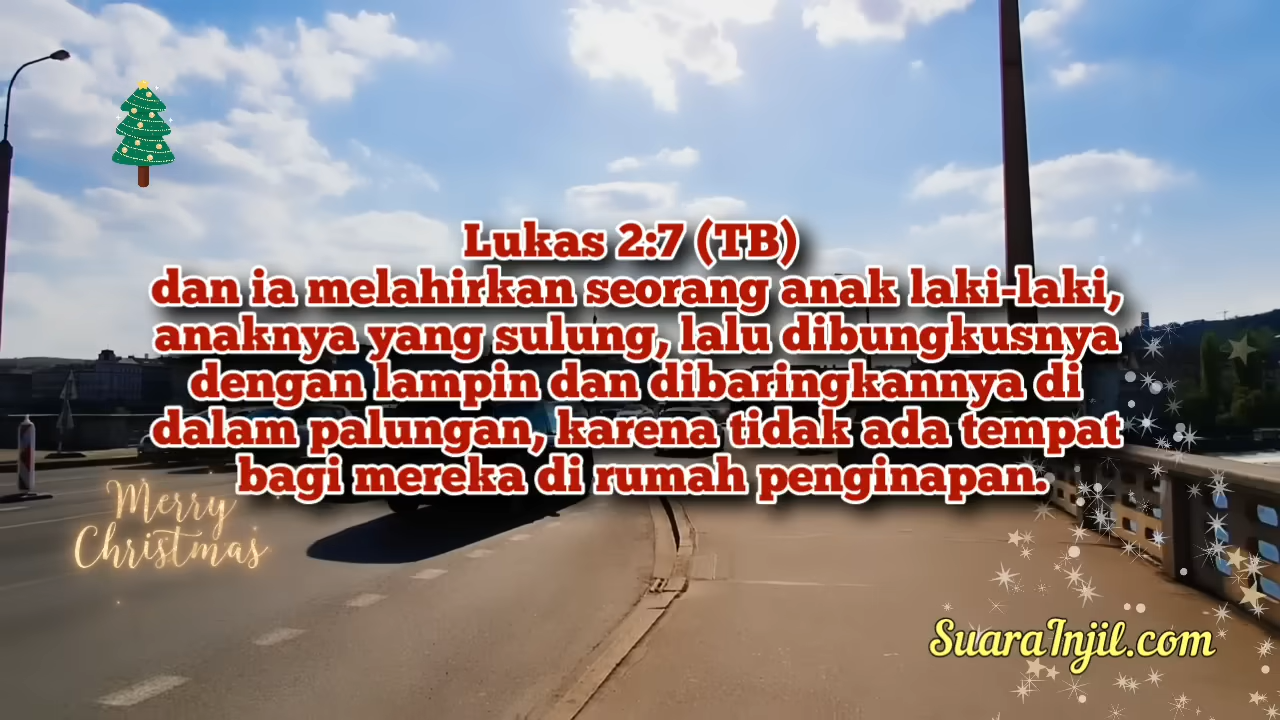 Lukas 2:7 (TB)
dan ia melahirkan seorang anak laki-laki,
anaknya yang sulung, lalu dibungkusnya
dengan lampin dan dibaringkannya di
dalam palungan, karena tidak ada tempat
bagi mereka di rumah penginapan.
Merry
Christmas
SuaraInjil.com